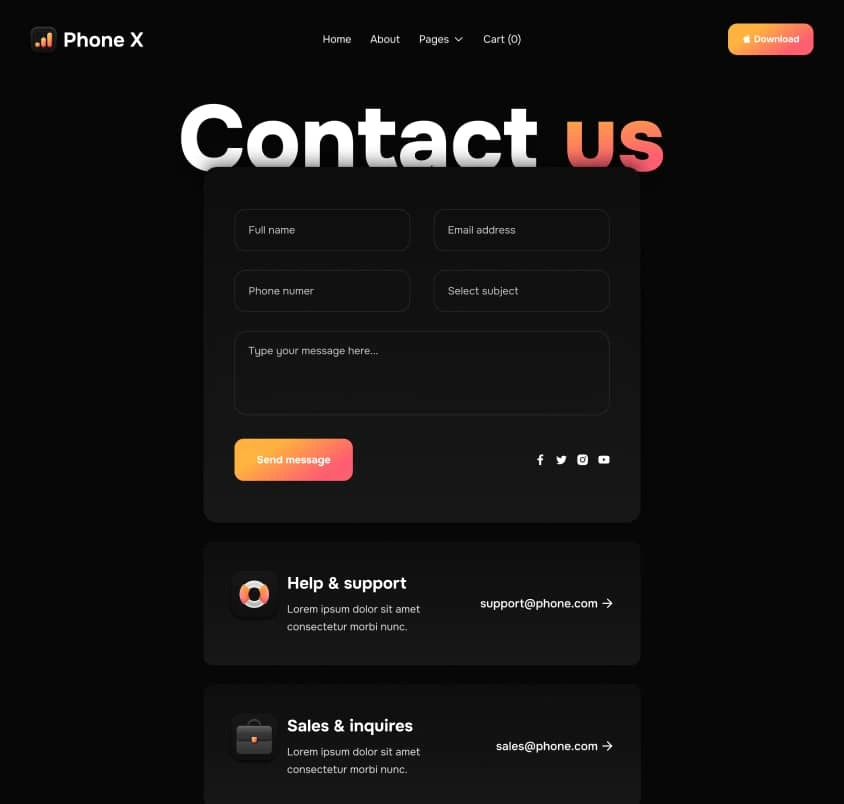 Phone X
Home About Pages Cart (0)
Download
Contact us
Full name
Email address
Phone numer
Select subject
Type your message here...
Send message
Help & support
Lorem ipsum dolor sit amet
consectetur morbi nunc.
support@phone.com →
Sales & inquires
Lorem ipsum dolor sit amet
consectetur morbi nunc.
sales@phone.com →